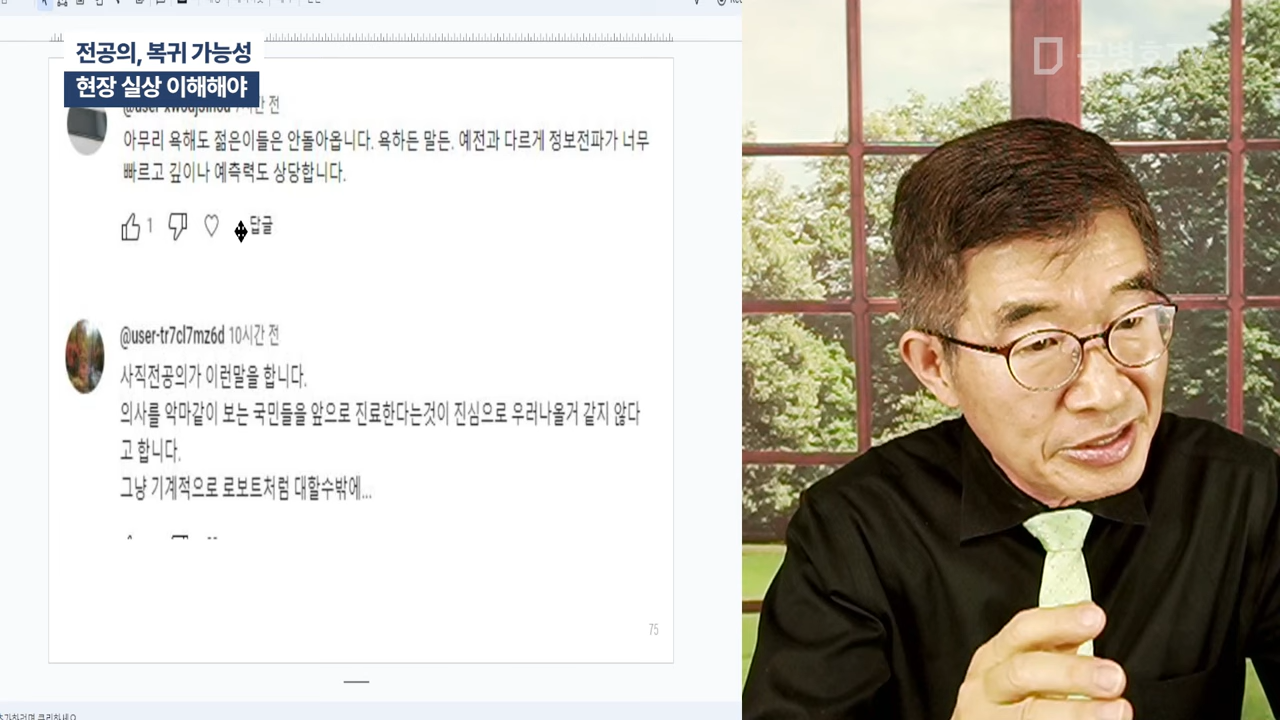 전공의, 복귀 가능성
현장 실상 이해해야
아무리 욕해도 젊은이들은 안돌아옵니다. 욕하든 말든. 예전과 다르게 정보전파가 너무
빠르고 깊이나 예측력도 상당합니다.
1 답글
@user-tr7cl7mz6d 10시간 전
사직전공의가 이런말을 합니다.
의사를 악마같이 보는 국민들을 앞으로 진료한다는것이 진심으로 우러나올거 같지 않다
고 합니다.
그냥 기계적으로 로보트처럼 대할수밖에...
75